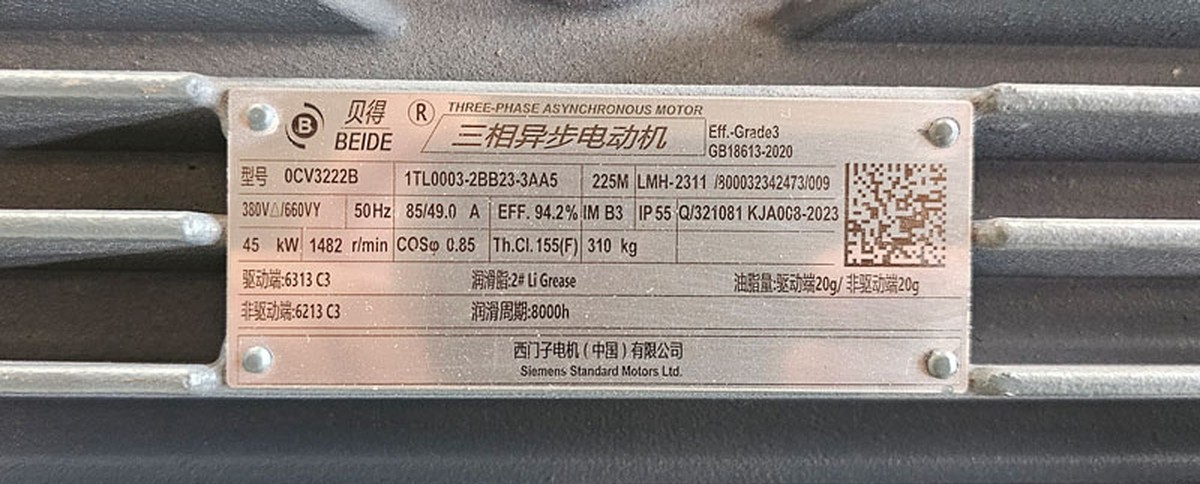 B 贝得 ® THREE-PHASE ASYNCHRONOUS MOTOR
BEIDE 三相异步电动机 Eff.-Grade3
GB18613-2020
型号 0CV3222B 1TL0003-2BB23-3AA5 225M LMH-2311 /800032342473/009
380V△/660VY 50Hz 85/49.0 A EFF. 94.2% IM B3 IP 55 Q/321081 KJA008-2023
45 kW 1482 r/min COSφ 0.85 Th.Cl. 155(F) 310 kg
驱动端:6313 C3 润滑脂:2# Li Grease 油脂量:驱动端20g/ 非驱动端20g
非驱动端:6213 C3 润滑周期:8000h
西门子电机(中国)有限公司
Siemens Standard Motors Ltd.